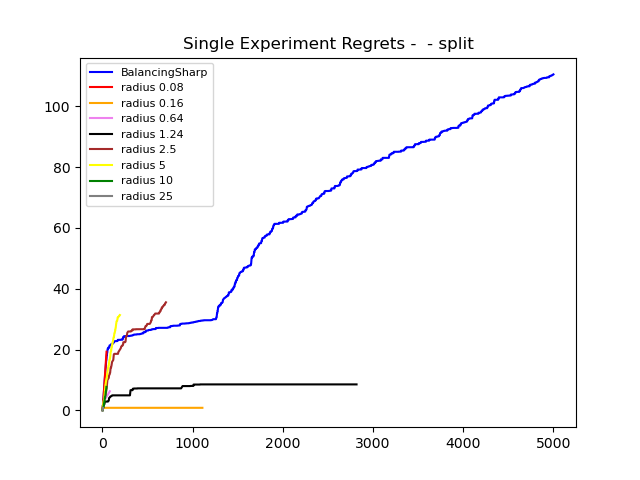 Single Experiment Regrets -  - split
BalancingSharp
radius 0.08
radius 0.16
radius 0.64
radius 1.24
radius 2.5
radius 5
radius 10
radius 25
100
80
60
40
20
0
0 1000 2000 3000 4000 5000